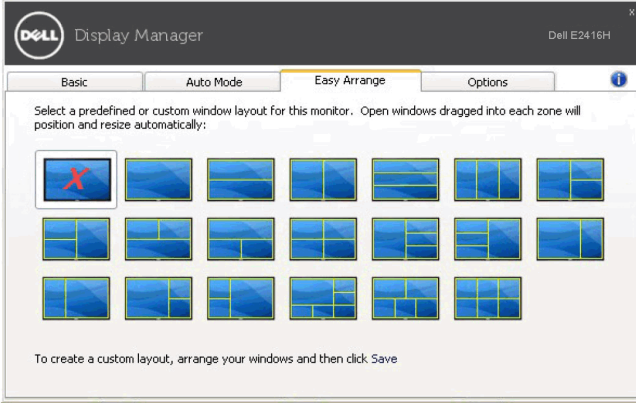 x
DELL Display Manager Dell E2416H
Basic Auto Mode Easy Arrange Options i
Select a predefined or custom window layout for this monitor. Open windows dragged into each zone will
position and resize automatically:
X
To create a custom layout, arrange your windows and then click Save